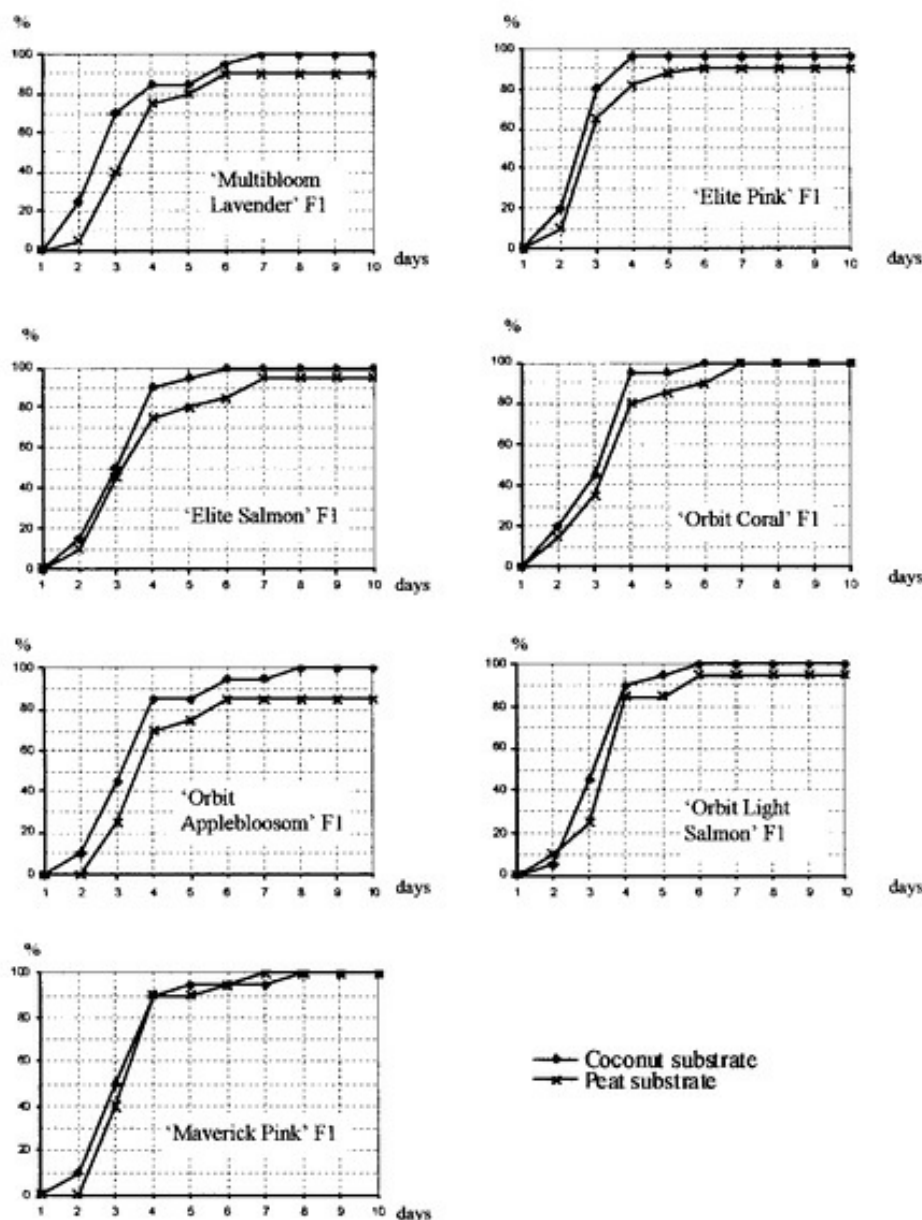 %
100
80
60
40
20
0
'Multibloom
Lavender' F1
1 2 3 4 5 6 7 8 9 10 days
%
100
80
60
40
20
0
'Elite Pink' F1
1 2 3 4 5 6 7 8 9 10
days
%
100
80
60
40
20
0
'Elite Salmon' F1
1 2 3 4 5 6 7 8 9 10
days
%
100
80
60
40
20
0
'Orbit Coral' F1
1 2 3 4 5 6 7 8 9 10
days
%
100
80
60
40
20
0
'Orbit
Applebloosom' F1
1 2 3 4 5 6 7 8 9 10
days
%
100
80
60
40
20
0
'Orbit Light
Salmon' F1
1 2 3 4 5 6 7 8 9 10
days
%
100
80
60
40
20
0
'Maverick Pink' F1
1 2 3 4 5 6 7 8 9 10
days
Coconut substrate
Peat substrate